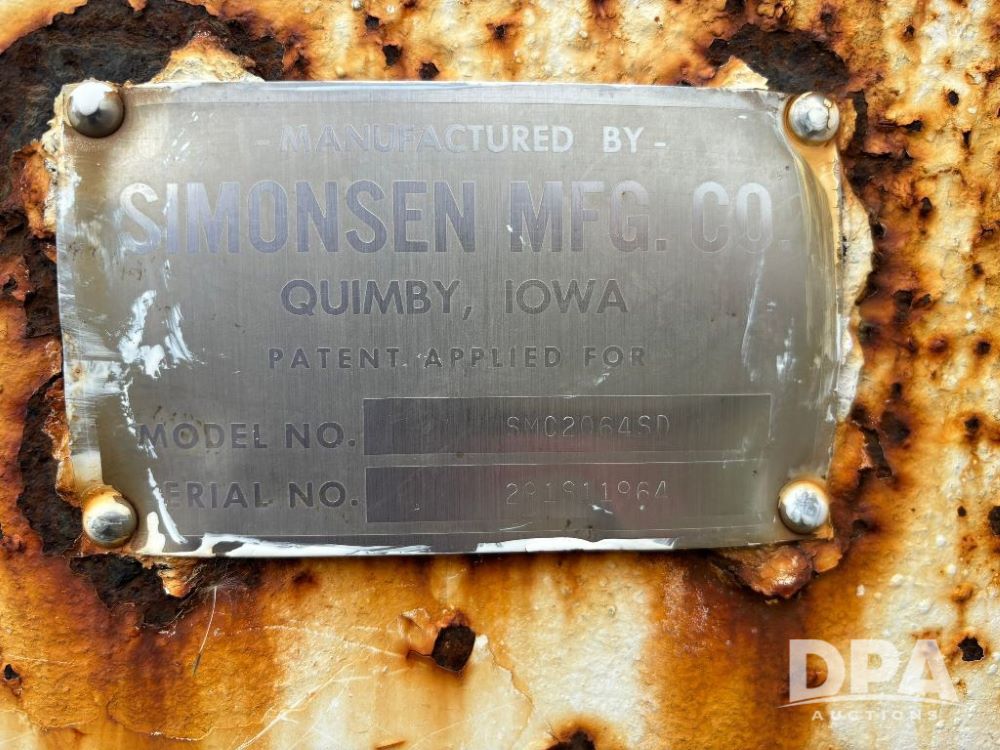 - MANUFACTURED BY -
SIMONSEN MFG. CO.
QUIMBY, IOWA
PATENT APPLIED FOR
MODEL NO. SMC2064SD
SERIAL NO.
DPA
AUCTIONS